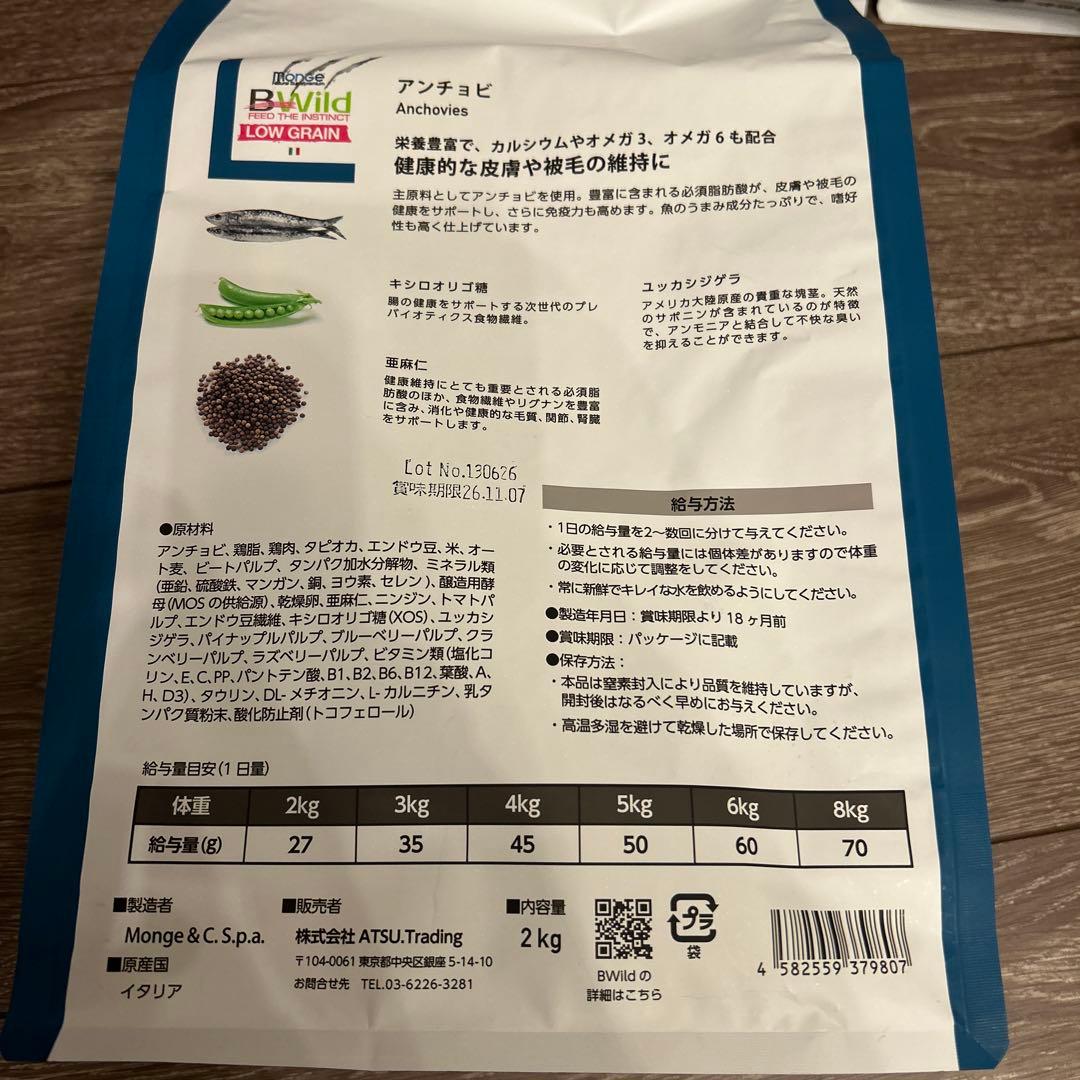 Monge
BWild
FEED THE INSTINCT
LOW GRAIN
アンチョビ
Anchovies
栄養豊富で、カルシウムやオメガ3、オメガ6も配合
健康的な皮膚や被毛の維持に
主原料としてアンチョビを使用。豊富に含まれる必須脂肪酸が、皮膚や被毛の
健康をサポートし、さらに免疫力も高めます。魚のうまみ成分たっぷりで、嗜好
性も高く仕上げています。
キシロオリゴ糖
腸の健康をサポートする次世代のプレ
バイオティクス食物繊維。
ユッカシジゲラ
アメリカ大陸原産の貴重な塊茎。天然
のサポニンが含まれているのが特徴
で、アンモニアと結合して不快な臭い
を抑えることができます。
亜麻仁
健康維持にとても重要とされる必須脂
肪酸のほか、食物繊維やリグナンを豊富
に含み、消化や健康的な毛質、関節、腎臓
をサポートします。
Lot No.130626
賞味期限26.11.07
●原材料
アンチョビ、鶏脂、鶏肉、タピオカ、エンドウ豆、米、オー
ト麦、ビートパルプ、タンパク加水分解物、ミネラル類
(亜鉛、硫酸鉄、マンガン、銅、ヨウ素、セレン)、醸造用酵
母(MOSの供給源)、乾燥卵、亜麻仁、ニンジン、トマトパ
ルプ、エンドウ豆繊維、キシロオリゴ糖(XOS)、ユッカシ
ジゲラ、パイナップルパルプ、ブルーベリーパルプ、クラ
ンベリーパルプ、ラズベリーパルプ、ビタミン類(塩化コ
リン、E、C、PP、パントテン酸、B1、B2、B6、B12、葉酸、A、
H、D3)、タウリン、DL-メチオニン、L-カルニチン、乳タ
ンパク質粉末、酸化防止剤(トコフェロール)
給与方法
・1日の給与量を2〜数回に分けて与えてください。
・必要とされる給与量には個体差がありますので体重
の変化に応じて調整をしてください。
・常に新鮮でキレイな水を飲めるようにしてください。
●製造年月日：賞味期限より18ヶ月前
●賞味期限：パッケージに記載
●保存方法：
・本品は窒素封入により品質を維持していますが、
開封後はなるべく早めにお与えください。
・高温多湿を避けて乾燥した場所で保存してください。
給与量目安(1日量)
体重 2kg 3kg 4kg 5kg 6kg 8kg
給与量(g) 27 35 45 50 60 70
■製造者
Monge & C. S.p.a.
■原産国
イタリア
■販売者
株式会社 ATSU.Trading
〒104-0061 東京都中央区銀座 5-14-10
お問合せ先 TEL.03-6226-3281
■内容量
2 kg
BWildの
詳細はこちら
プラ
袋
4 582559 379807